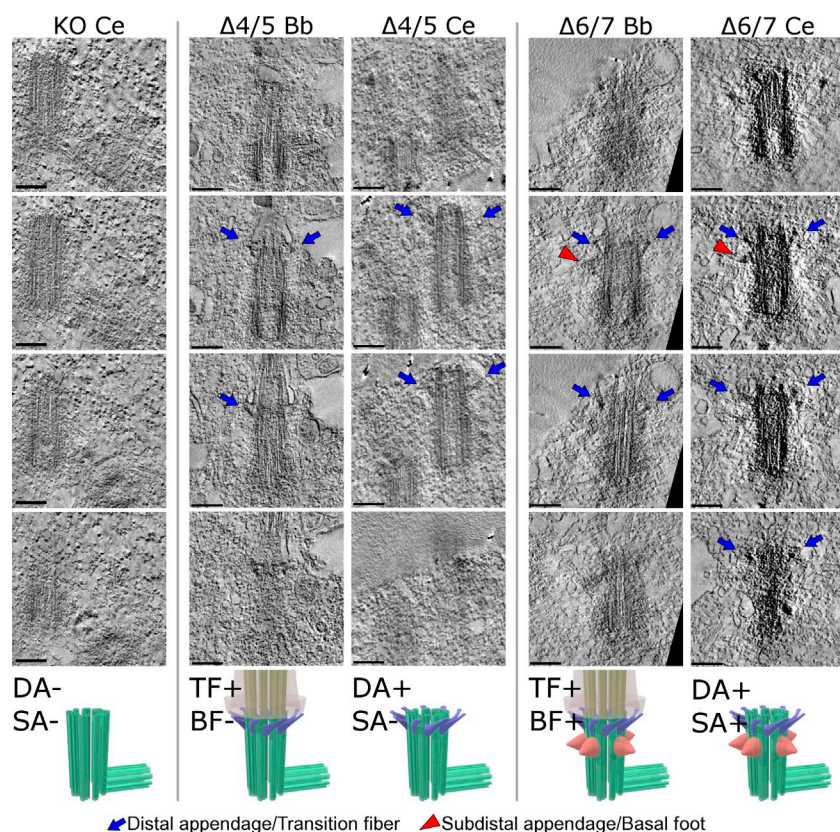 KO Ce Δ4/5 Bb Δ4/5 Ce Δ6/7 Bb Δ6/7 Ce
DA- TF+ DA+ TF+ DA+
SA- BF- SA- BF+ SA+
Distal appendage/Transition fiber Subdistal appendage/Basal foot